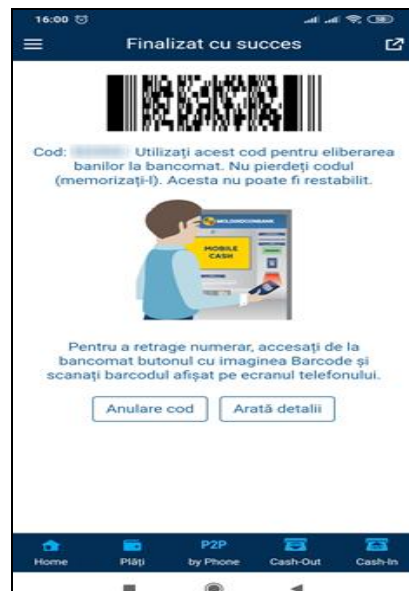 16:00
58
Finalizat cu succes
Cod: Utilizați acest cod pentru eliberarea
banilor la bancomat. Nu pierdeți codul
(memorizați-l). Acesta nu poate fi restabilit.
MOLDINDCONBANK
MOBILE
CASH
Pentru a retrage numerar, accesați de la
bancomat butonul cu imaginea Barcode și
scanați barcodul afișat pe ecranul telefonului.
Anulare cod Arată detalii
Home Plăți P2P by Phone Cash-Out Cash-In